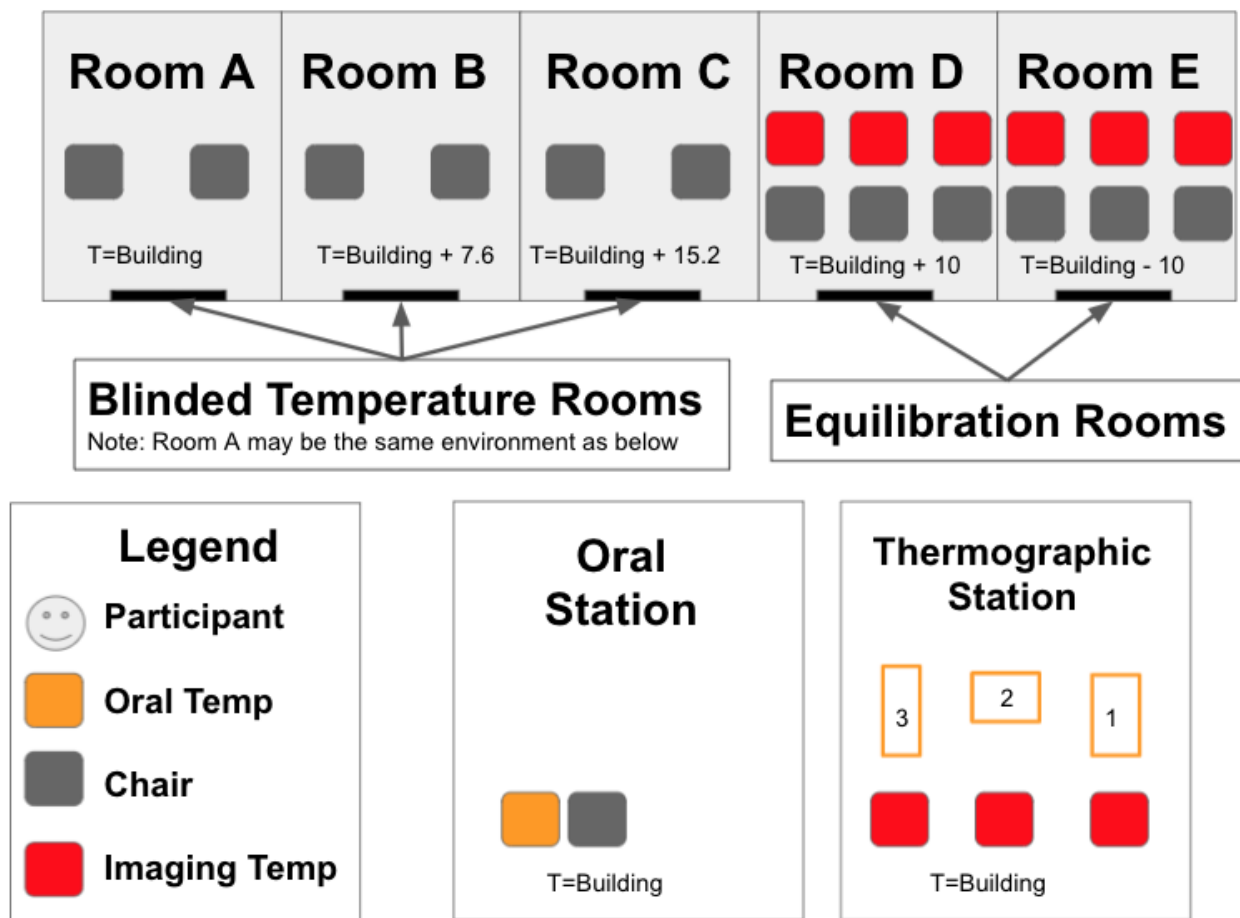 Room A
Room B
Room C
Room D
Room E
T=Building
T=Building + 7.6
T=Building + 15.2
T=Building + 10
T=Building - 10
Blinded Temperature Rooms
Note: Room A may be the same environment as below
Equilibration Rooms
Legend
Participant
Oral Temp
Chair
Imaging Temp
Oral
Station
T=Building
Thermographic
Station
3
2
1
T=Building